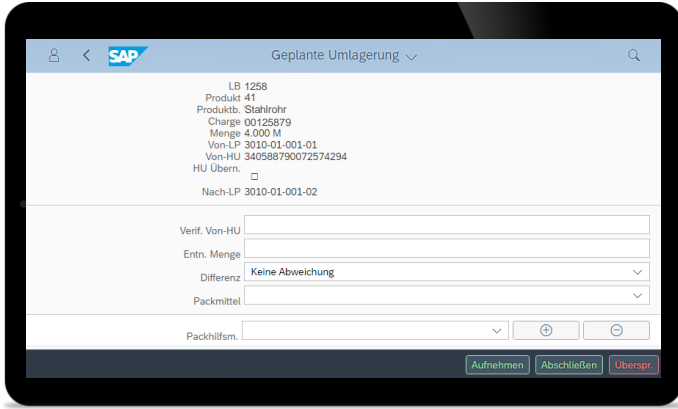 SAP Geplante Umlagerung
LB 1258
Produkt 41
Produktb. Stahlrohr
Charge 00125879
Menge 4.000 M
Von-LP 3010-01-001-01
Von-HU 340588790072574294
HU Übern.
Nach-LP 3010-01-001-02
Verif. Von-HU
Entn. Menge
Differenz Keine Abweichung
Packmittel
Packhilfsm.
Aufnehmen Abschließen Überspr.